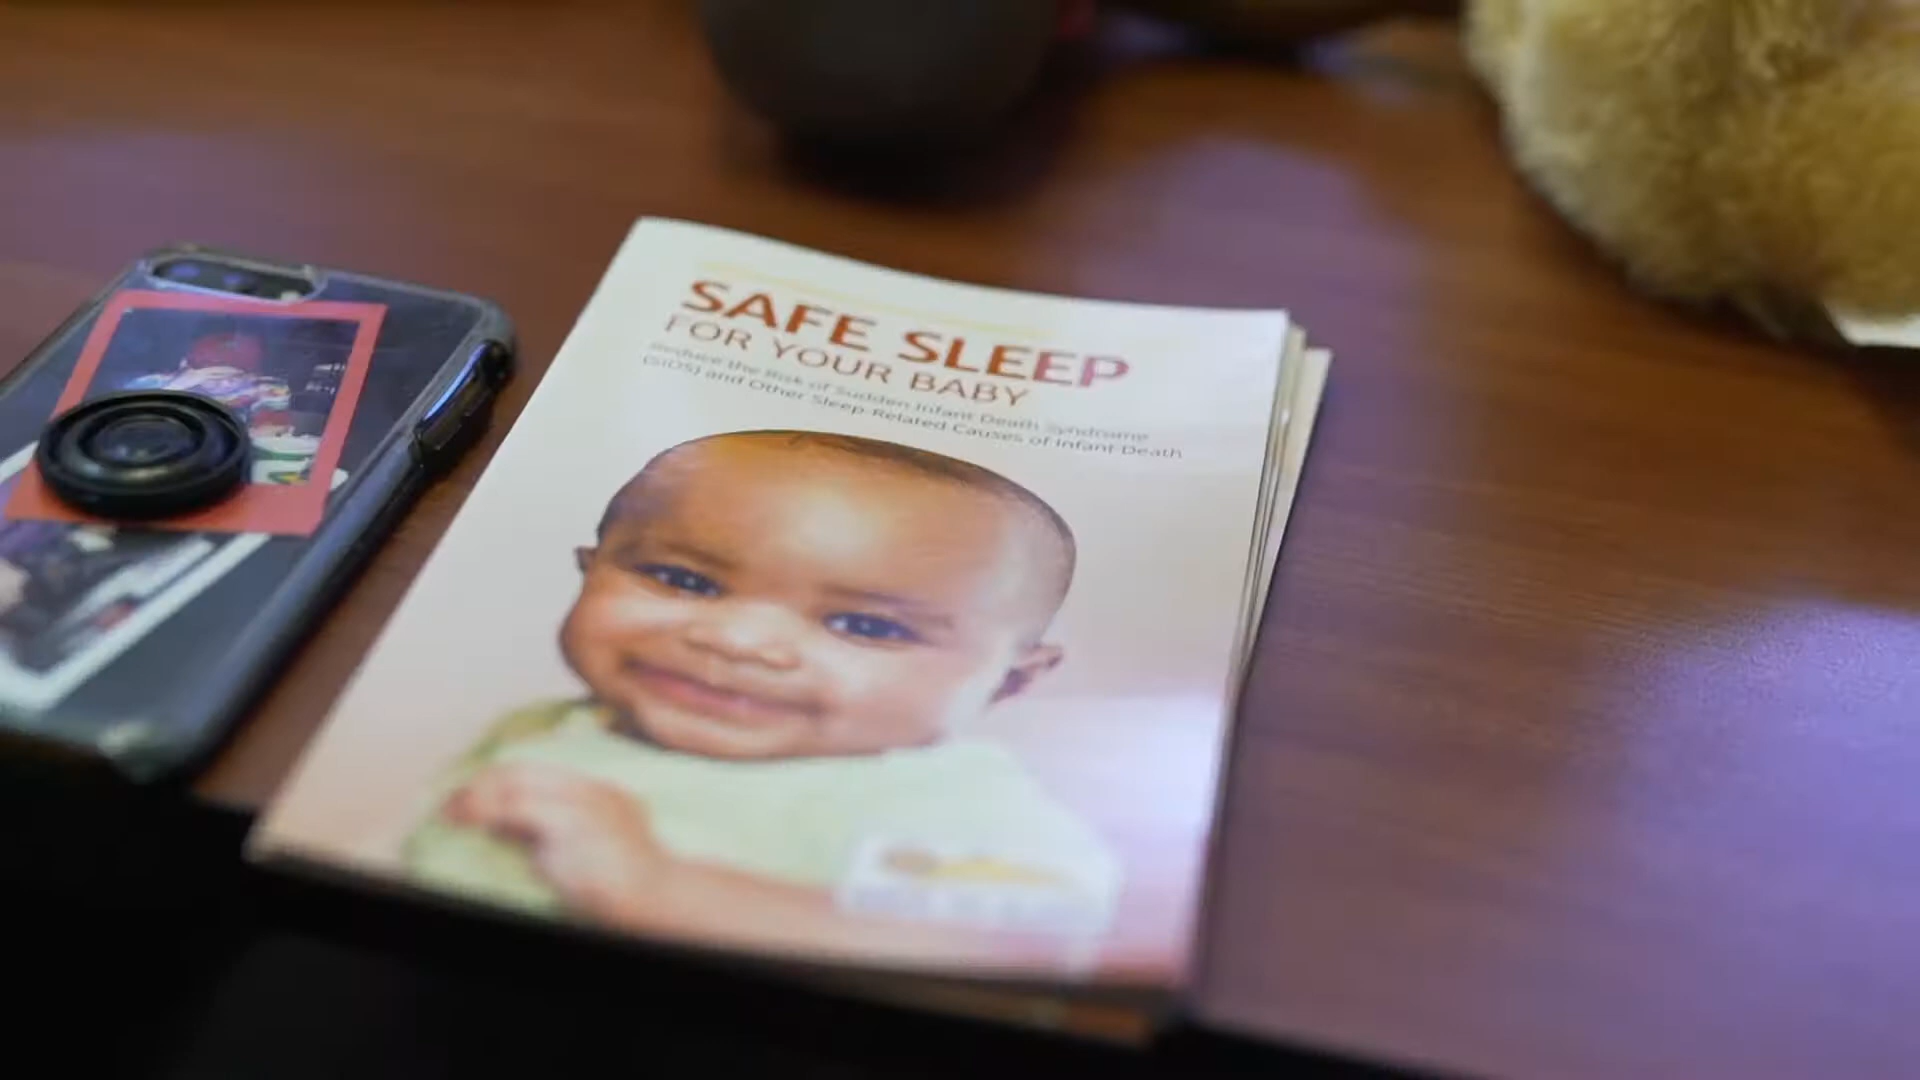 SAFE SLEEP
FOR YOUR BABY
Reduce the Risk of Sudden Infant Death Syndrome
(SIDS) and Other Sleep-Related Causes of Infant Death